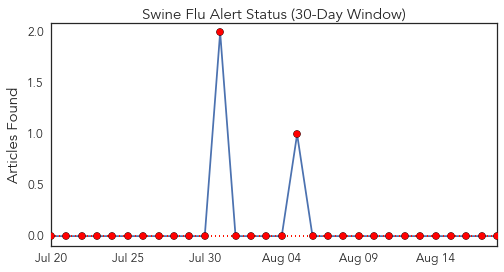 Swine Flu Alert Status (30-Day Window)
Articles Found
2.0
1.5
1.0
0.5
0.0
Jul 20 Jul 25 Jul 30 Aug 04 Aug 09 Aug 14